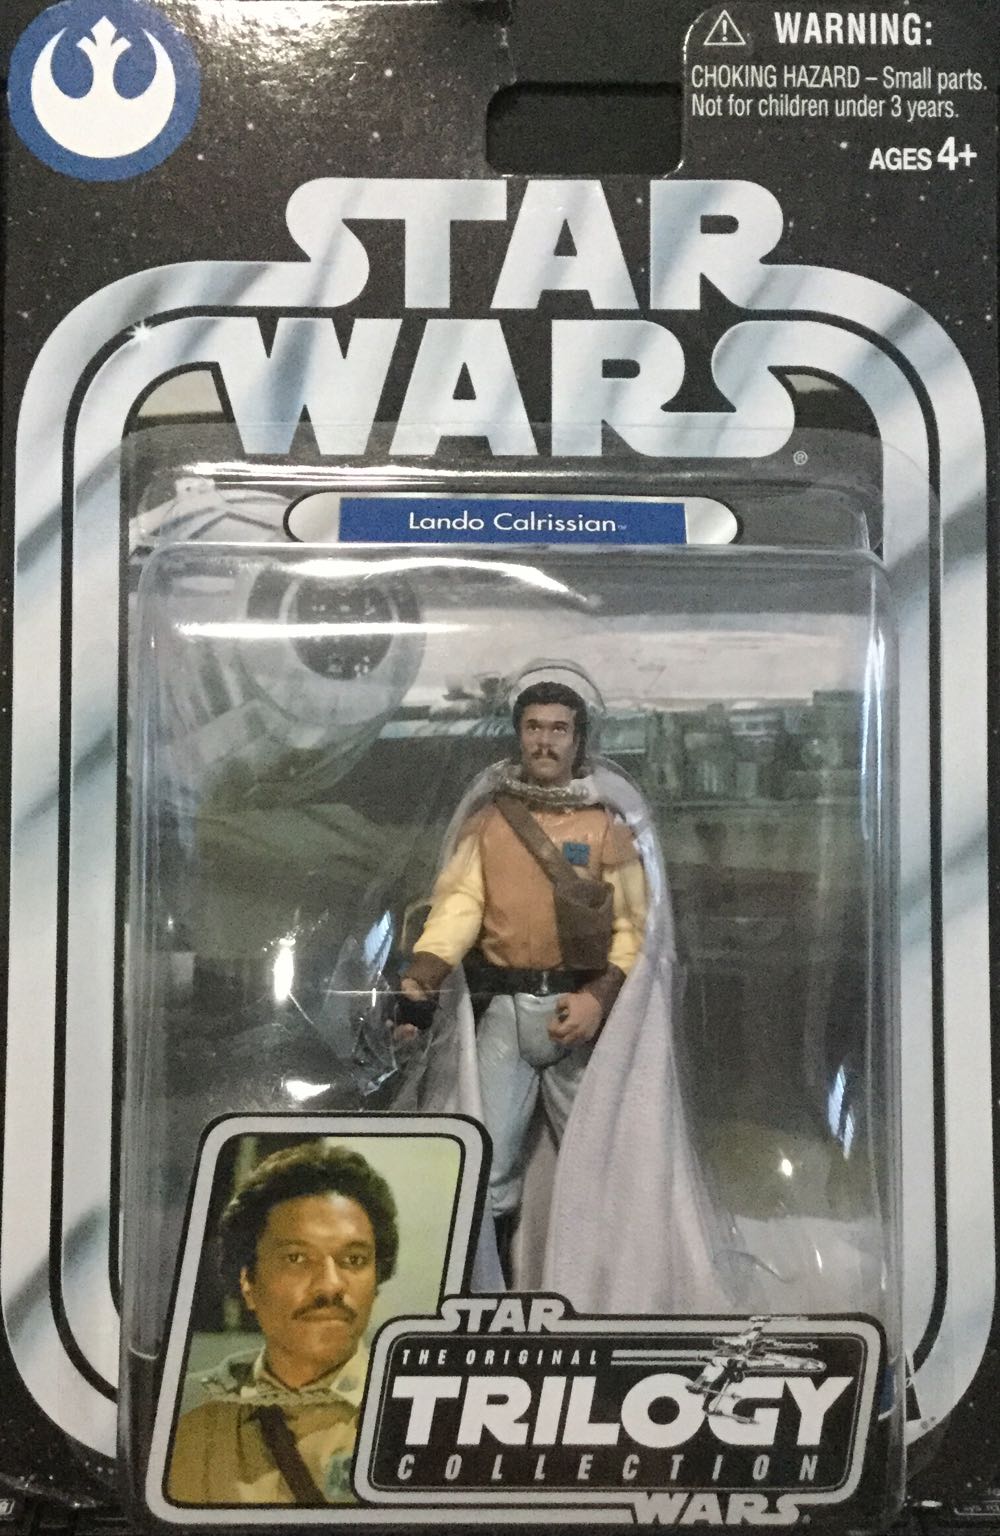 WARNING:
CHOKING HAZARD – Small parts.
Not for children under 3 years.
AGES 4+
STAR
WARS®
Lando Calrissian™
STAR
THE ORIGINAL
TRILOGY
COLLECTION
WARS